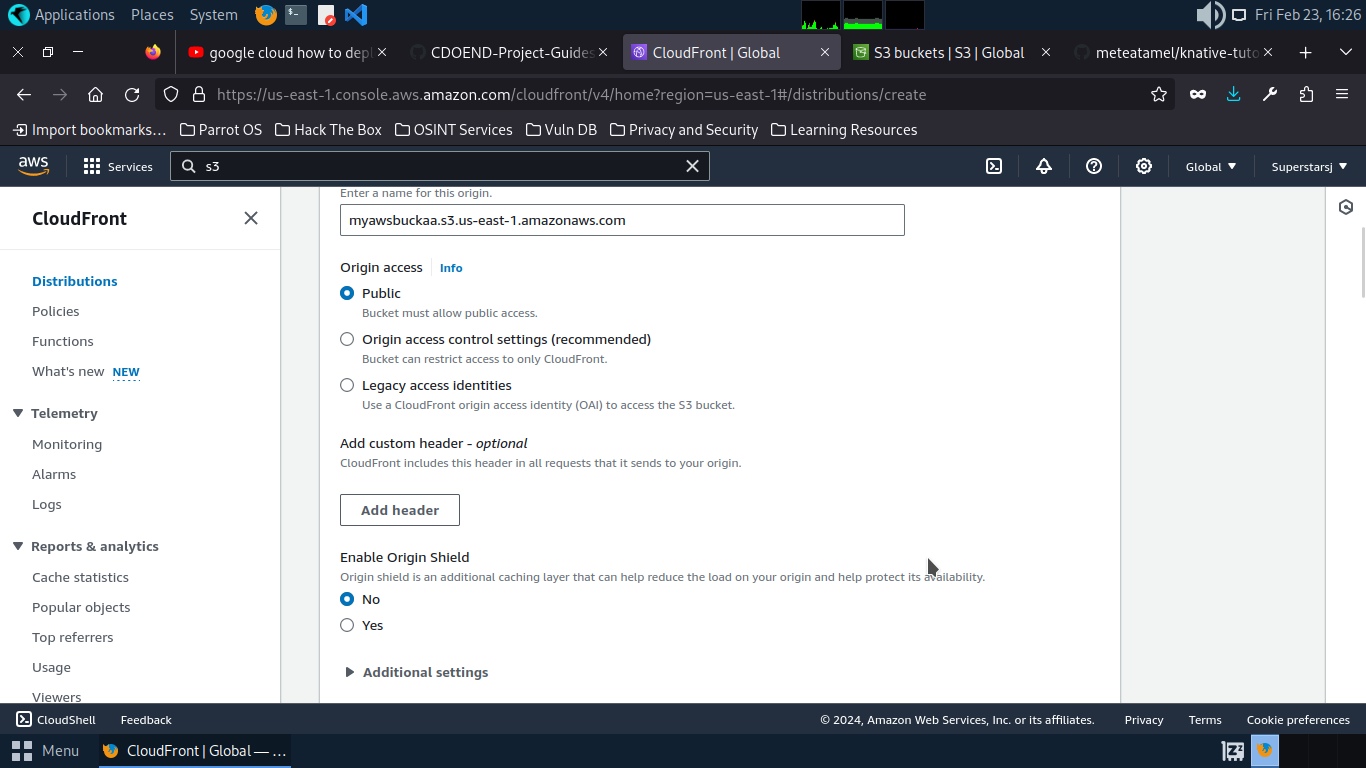 Applications Places System Fri Feb 23, 16:26
google cloud how to depl CDOEND-Project-Guides CloudFront | Global S3 buckets | S3 | Global meteatamel/knative-tuto
https://us-east-1.console.aws.amazon.com/cloudfront/v4/home?region=us-east-1#/distributions/create
Import bookmarks... Parrot OS Hack The Box OSINT Services Vuln DB Privacy and Security Learning Resources
aws Services s3 Global Superstarsj
CloudFront
Distributions
Policies
Functions
What's new NEW
Telemetry
Monitoring
Alarms
Logs
Reports & analytics
Cache statistics
Popular objects
Top referrers
Usage
Viewers
Enter a name for this origin.
myawsbuckaa.s3.us-east-1.amazonaws.com
Origin access Info
Public
Bucket must allow public access.
Origin access control settings (recommended)
Bucket can restrict access to only CloudFront.
Legacy access identities
Use a CloudFront origin access identity (OAI) to access the S3 bucket.
Add custom header - optional
CloudFront includes this header in all requests that it sends to your origin.
Add header
Enable Origin Shield
Origin shield is an additional caching layer that can help reduce the load on your origin and help protect its availability.
No
Yes
Additional settings
CloudShell Feedback © 2024, Amazon Web Services, Inc. or its affiliates. Privacy Terms Cookie preferences
Menu CloudFront | Global — ...